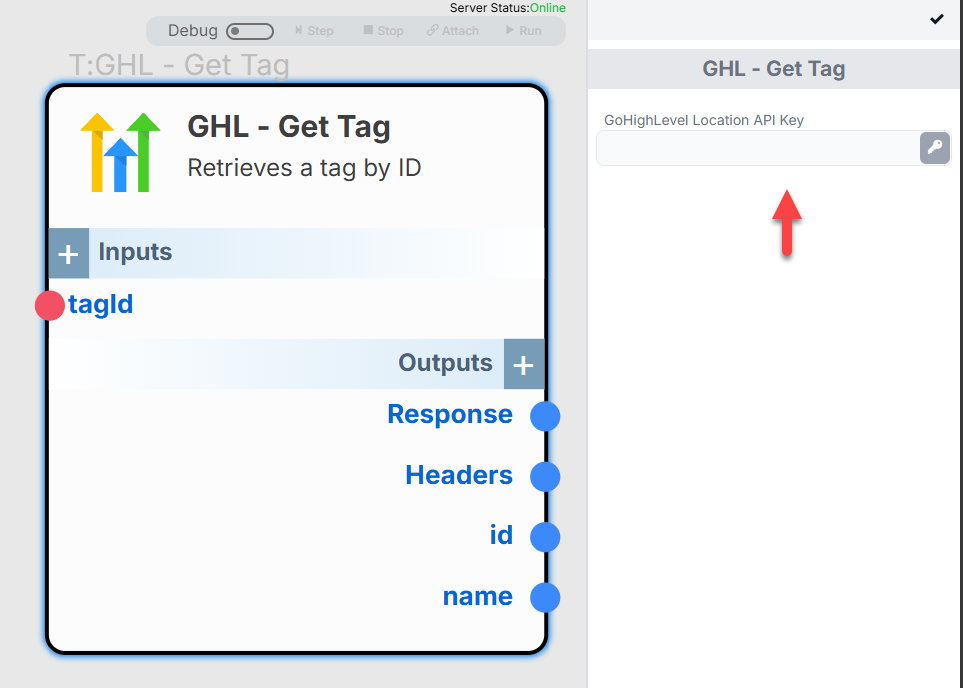 Server Status:Online
Debug Step Stop Attach Run
T:GHL - Get Tag
GHL - Get Tag
Retrieves a tag by ID
Inputs
tagId
Outputs
Response
Headers
id
name
GHL - Get Tag
GoHighLevel Location API Key